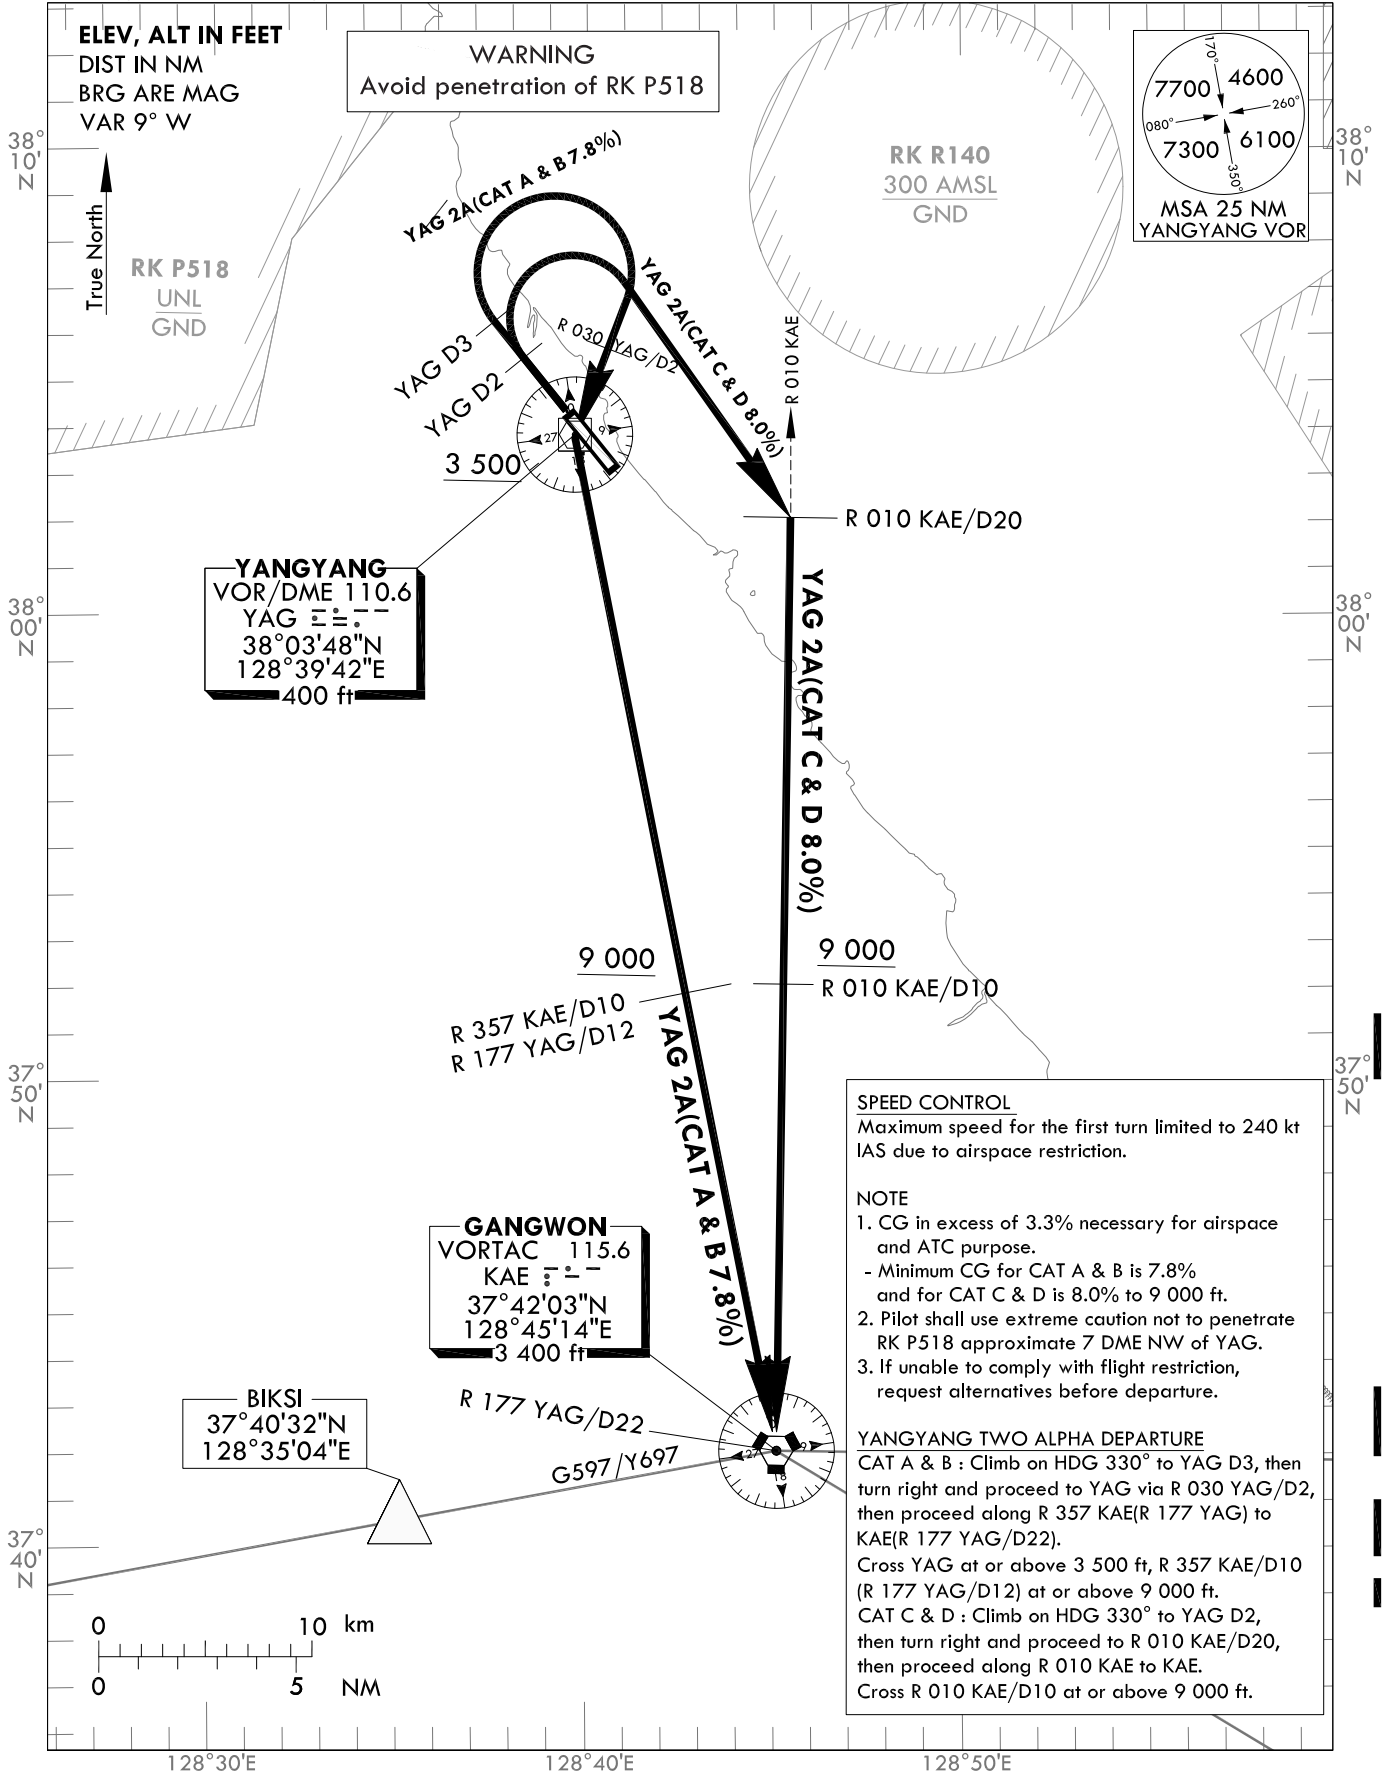 ELEV, ALT IN FEET
DIST IN NM
BRG ARE MAG
VAR 9° W
WARNING
Avoid penetration of RK P518
170°
7700
4600
260°
080°
7300
6100
350°
MSA 25 NM
YANGYANG VOR
38°
10'
N
38°
10'
N
True North
RK P518
UNL
GND
RK R140
300 AMSL
GND
YAG 2A(CAT A & B 7.8%)
YAG 2A(CAT C & D 8.0%)
R 010 KAE
R 030 YAG/D2
YAG D3
YAG D2
27
9
3 500
R 010 KAE/D20
YANGYANG
VOR/DME 110.6
YAG
38°03'48"N
128°39'42"E
400 ft
38°
00'
N
38°
00'
N
YAG 2A(CAT C & D 8.0%)
9 000
9 000
R 010 KAE/D10
R 357 KAE/D10
R 177 YAG/D12
YAG 2A(CAT A & B 7.8%)
37°
50'
N
37°
50'
N
GANGWON
VORTAC 115.6
KAE
37°42'03"N
128°45'14"E
3 400 ft
R 177 YAG/D22
G597/Y697
27
9
18
BIKSI
37°40'32"N
128°35'04"E
37°
40'
N
SPEED CONTROL
Maximum speed for the first turn limited to 240 kt
IAS due to airspace restriction.
NOTE
1. CG in excess of 3.3% necessary for airspace
and ATC purpose.
- Minimum CG for CAT A & B is 7.8%
and for CAT C & D is 8.0% to 9 000 ft.
2. Pilot shall use extreme caution not to penetrate
RK P518 approximate 7 DME NW of YAG.
3. If unable to comply with flight restriction,
request alternatives before departure.
YANGYANG TWO ALPHA DEPARTURE
CAT A & B : Climb on HDG 330° to YAG D3, then
turn right and proceed to YAG via R 030 YAG/D2,
then proceed along R 357 KAE(R 177 YAG) to
KAE(R 177 YAG/D22).
Cross YAG at or above 3 500 ft, R 357 KAE/D10
(R 177 YAG/D12) at or above 9 000 ft.
CAT C & D : Climb on HDG 330° to YAG D2,
then turn right and proceed to R 010 KAE/D20,
then proceed along R 010 KAE to KAE.
Cross R 010 KAE/D10 at or above 9 000 ft.
0 10 km
0 5 NM
128°30'E
128°40'E
128°50'E